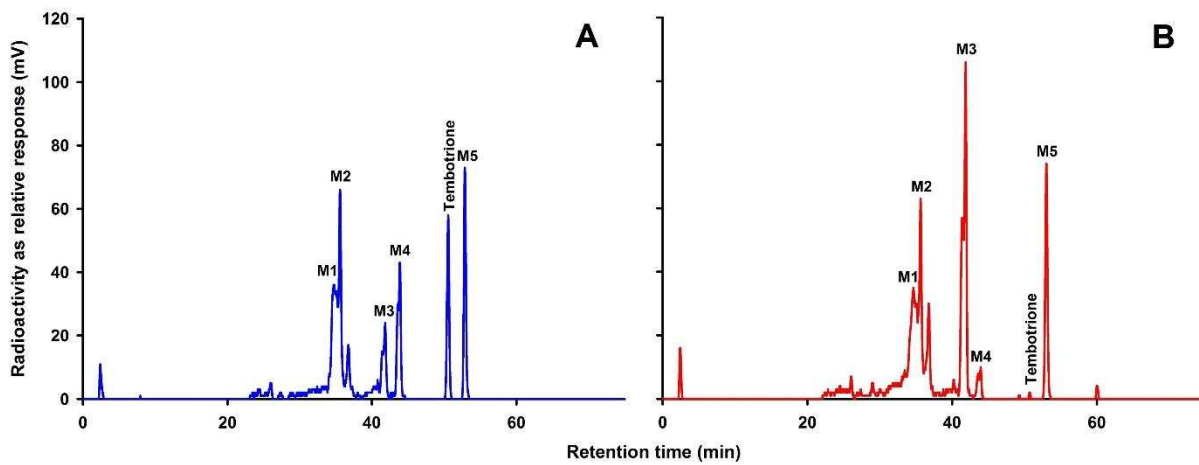 A
B
Radioactivity as relative response (mV)
120
100
80
60
40
20
0
M1
M2
M3
M4
Tembotrione
M5
M1
M2
M3
M4
Tembotrione
M5
0
20
40
60
0
20
40
60
Retention time (min)